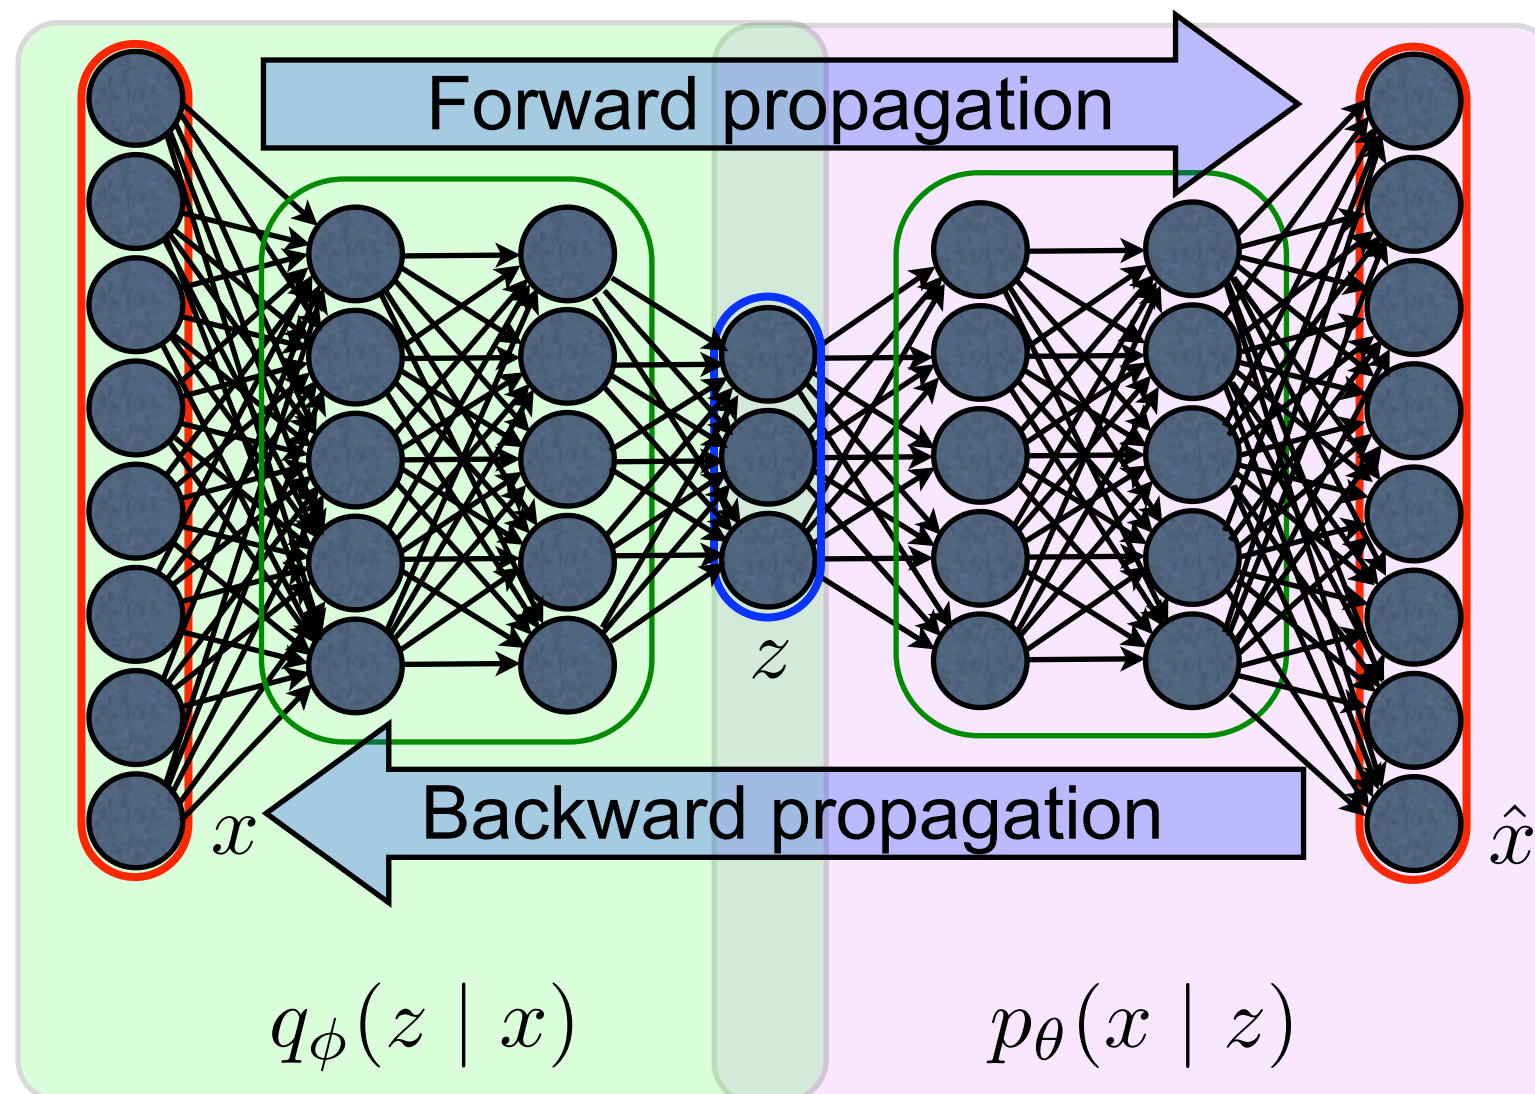 Forward propagation
z
Backward propagation
x
x̂
qϕ(z | x)
pθ(x | z)